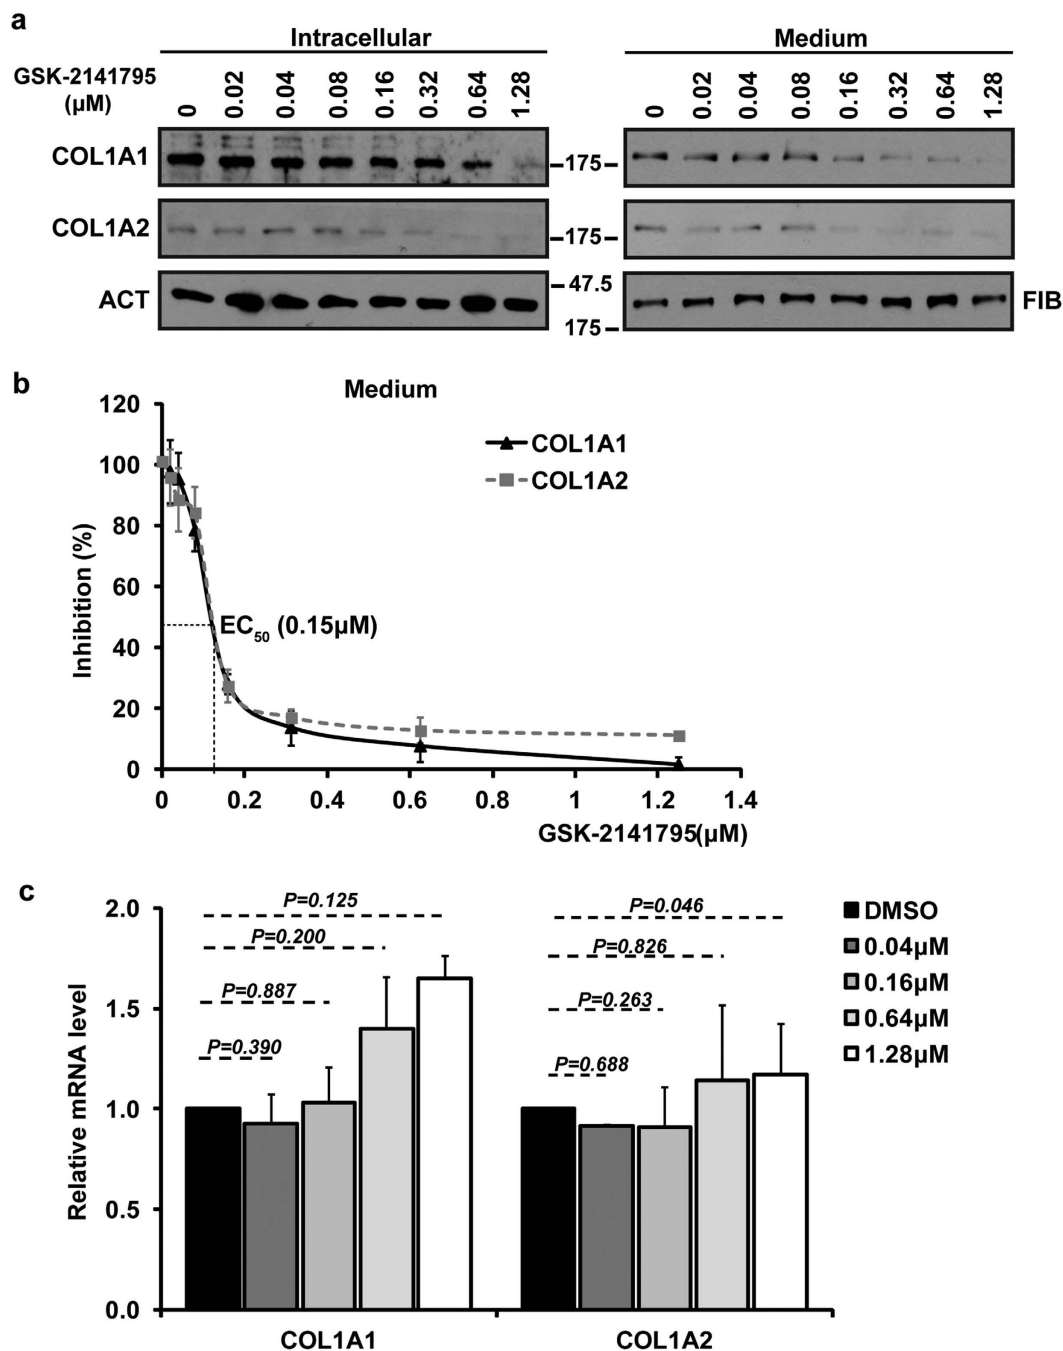 a
Intracellular
Medium
GSK-2141795
(µM)
0 0.02 0.04 0.08 0.16 0.32 0.64 1.28
0 0.02 0.04 0.08 0.16 0.32 0.64 1.28
COL1A1
175
COL1A2
175
ACT
47.5
175
FIB
b
Medium
120
100
80
60
40
20
0
Inhibition (%)
COL1A1
COL1A2
EC50 (0.15µM)
0 0.2 0.4 0.6 0.8 1 1.2 1.4
GSK-2141795(µM)
c
2.0
1.5
1.0
0.5
0.0
Relative mRNA level
P=0.125
P=0.200
P=0.887
P=0.390
P=0.046
P=0.826
P=0.263
P=0.688
DMSO
0.04µM
0.16µM
0.64µM
1.28µM
COL1A1 COL1A2